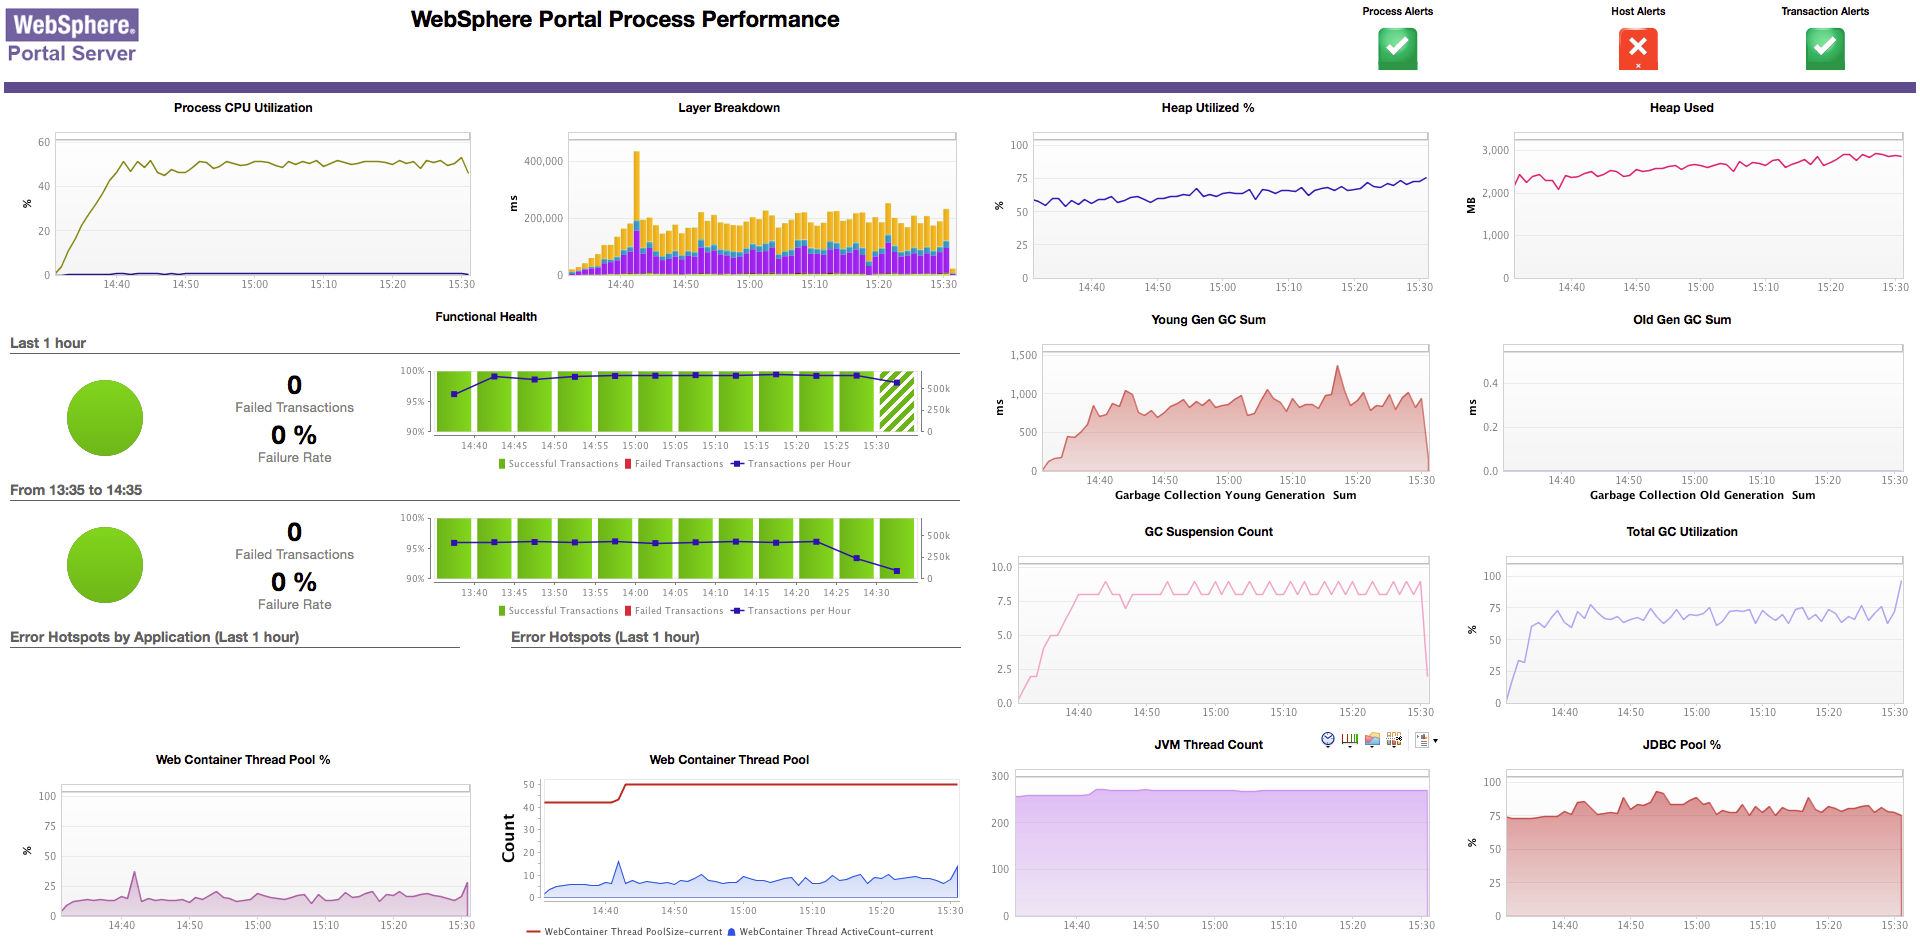 WebSphere®
Portal Server
WebSphere Portal Process Performance
Process Alerts
Host Alerts
Transaction Alerts
Process CPU Utilization
%
60
40
20
0
14:40 14:50 15:00 15:10 15:20 15:30
Layer Breakdown
ms
400,000
200,000
0
14:40 14:50 15:00 15:10 15:20 15:30
Heap Utilized %
%
100
75
50
25
0
14:40 14:50 15:00 15:10 15:20 15:30
Heap Used
MB
3,000
2,000
1,000
0
14:40 14:50 15:00 15:10 15:20 15:30
Functional Health
Last 1 hour
0
Failed Transactions
0 %
Failure Rate
100%
95%
90%
500k
250k
0
14:40 14:45 14:50 14:55 15:00 15:05 15:10 15:15 15:20 15:25 15:30
Successful Transactions Failed Transactions Transactions per Hour
From 13:35 to 14:35
0
Failed Transactions
0 %
Failure Rate
100%
95%
90%
500k
250k
0
13:40 13:45 13:50 13:55 14:00 14:05 14:10 14:15 14:20 14:25 14:30
Successful Transactions Failed Transactions Transactions per Hour
Error Hotspots by Application (Last 1 hour)
Error Hotspots (Last 1 hour)
Young Gen GC Sum
ms
1,500
1,000
500
0
14:40 14:50 15:00 15:10 15:20 15:30
Garbage Collection Young Generation Sum
Old Gen GC Sum
ms
0.4
0.2
0.0
14:40 14:50 15:00 15:10 15:20 15:30
Garbage Collection Old Generation Sum
GC Suspension Count
10.0
7.5
5.0
2.5
0.0
14:40 14:50 15:00 15:10 15:20 15:30
Total GC Utilization
%
100
75
50
25
0
14:40 14:50 15:00 15:10 15:20 15:30
Web Container Thread Pool %
%
100
75
50
25
0
14:40 14:50 15:00 15:10 15:20 15:30
Web Container Thread Pool
Count
50
40
30
20
10
0
14:40 14:50 15:00 15:10 15:20 15:30
WebContainer Thread PoolSize-current WebContainer Thread ActiveCount-current
JVM Thread Count
300
200
100
0
14:40 14:50 15:00 15:10 15:20 15:30
JDBC Pool %
%
100
75
50
25
0
14:40 14:50 15:00 15:10 15:20 15:30